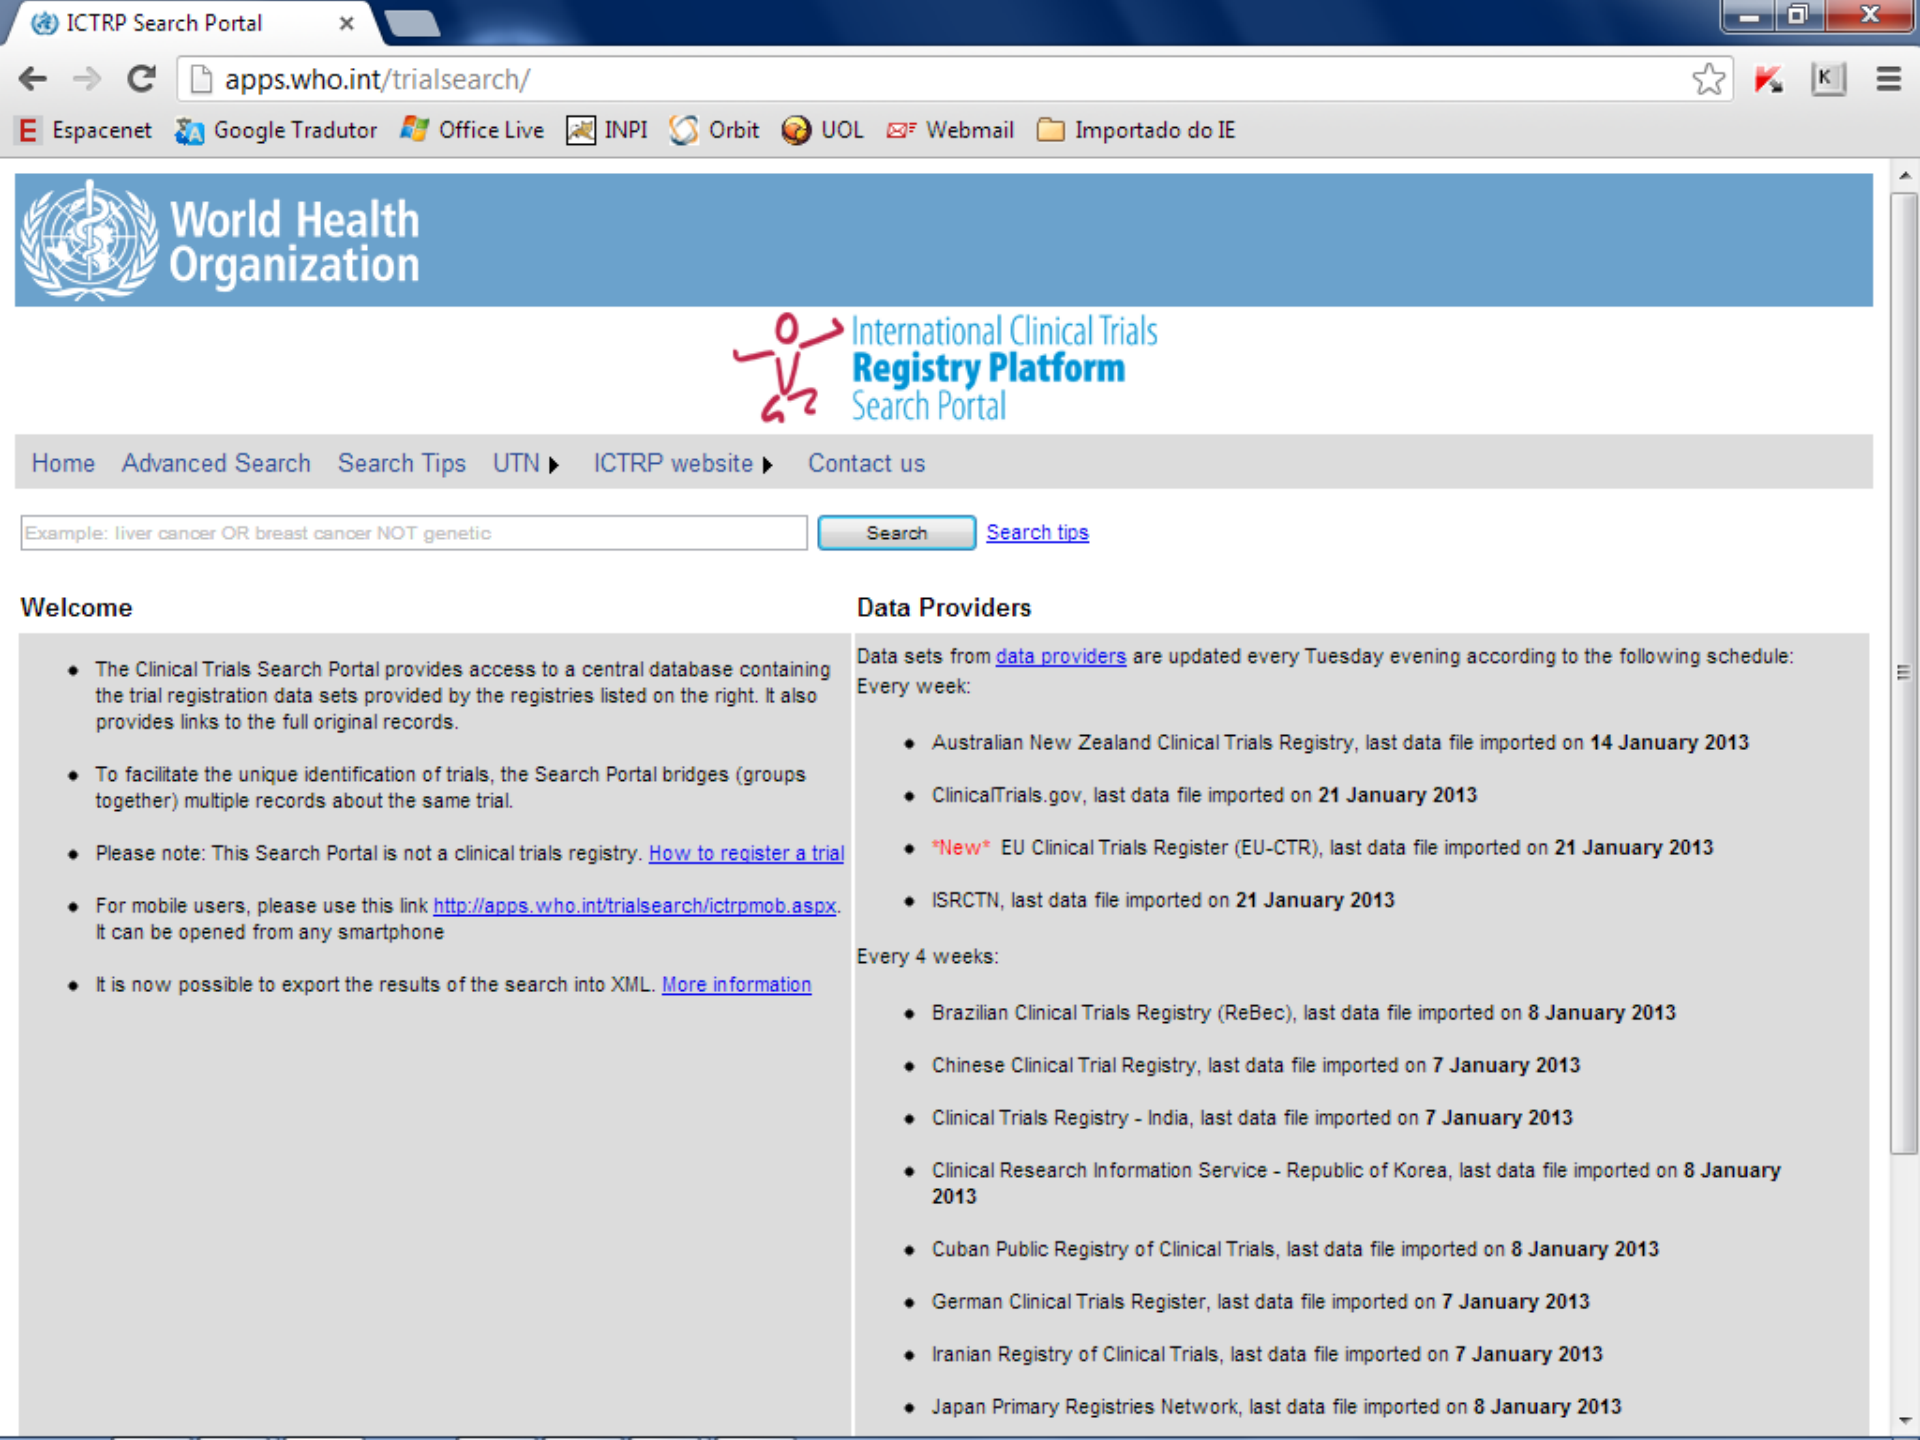 ICTRP Search Portal
apps.who.int/trialsearch/
Espacenet Google Tradutor Office Live INPI Orbit UOL Webmail Importado do IE
World Health
Organization
International Clinical Trials
Registry Platform
Search Portal
Home Advanced Search Search Tips UTN ICTRP website Contact us
Example: liver cancer OR breast cancer NOT genetic Search Search tips
Welcome
The Clinical Trials Search Portal provides access to a central database containing
the trial registration data sets provided by the registries listed on the right. It also
provides links to the full original records.
To facilitate the unique identification of trials, the Search Portal bridges (groups
together) multiple records about the same trial.
Please note: This Search Portal is not a clinical trials registry. How to register a trial
For mobile users, please use this link http://apps.who.int/trialsearch/ictrpmob.aspx.
It can be opened from any smartphone
It is now possible to export the results of the search into XML. More information
Data Providers
Data sets from data providers are updated every Tuesday evening according to the following schedule:
Every week:
Australian New Zealand Clinical Trials Registry, last data file imported on 14 January 2013
ClinicalTrials.gov, last data file imported on 21 January 2013
*New* EU Clinical Trials Register (EU-CTR), last data file imported on 21 January 2013
ISRCTN, last data file imported on 21 January 2013
Every 4 weeks:
Brazilian Clinical Trials Registry (ReBec), last data file imported on 8 January 2013
Chinese Clinical Trial Registry, last data file imported on 7 January 2013
Clinical Trials Registry - India, last data file imported on 7 January 2013
Clinical Research Information Service - Republic of Korea, last data file imported on 8 January
2013
Cuban Public Registry of Clinical Trials, last data file imported on 8 January 2013
German Clinical Trials Register, last data file imported on 7 January 2013
Iranian Registry of Clinical Trials, last data file imported on 7 January 2013
Japan Primary Registries Network, last data file imported on 8 January 2013